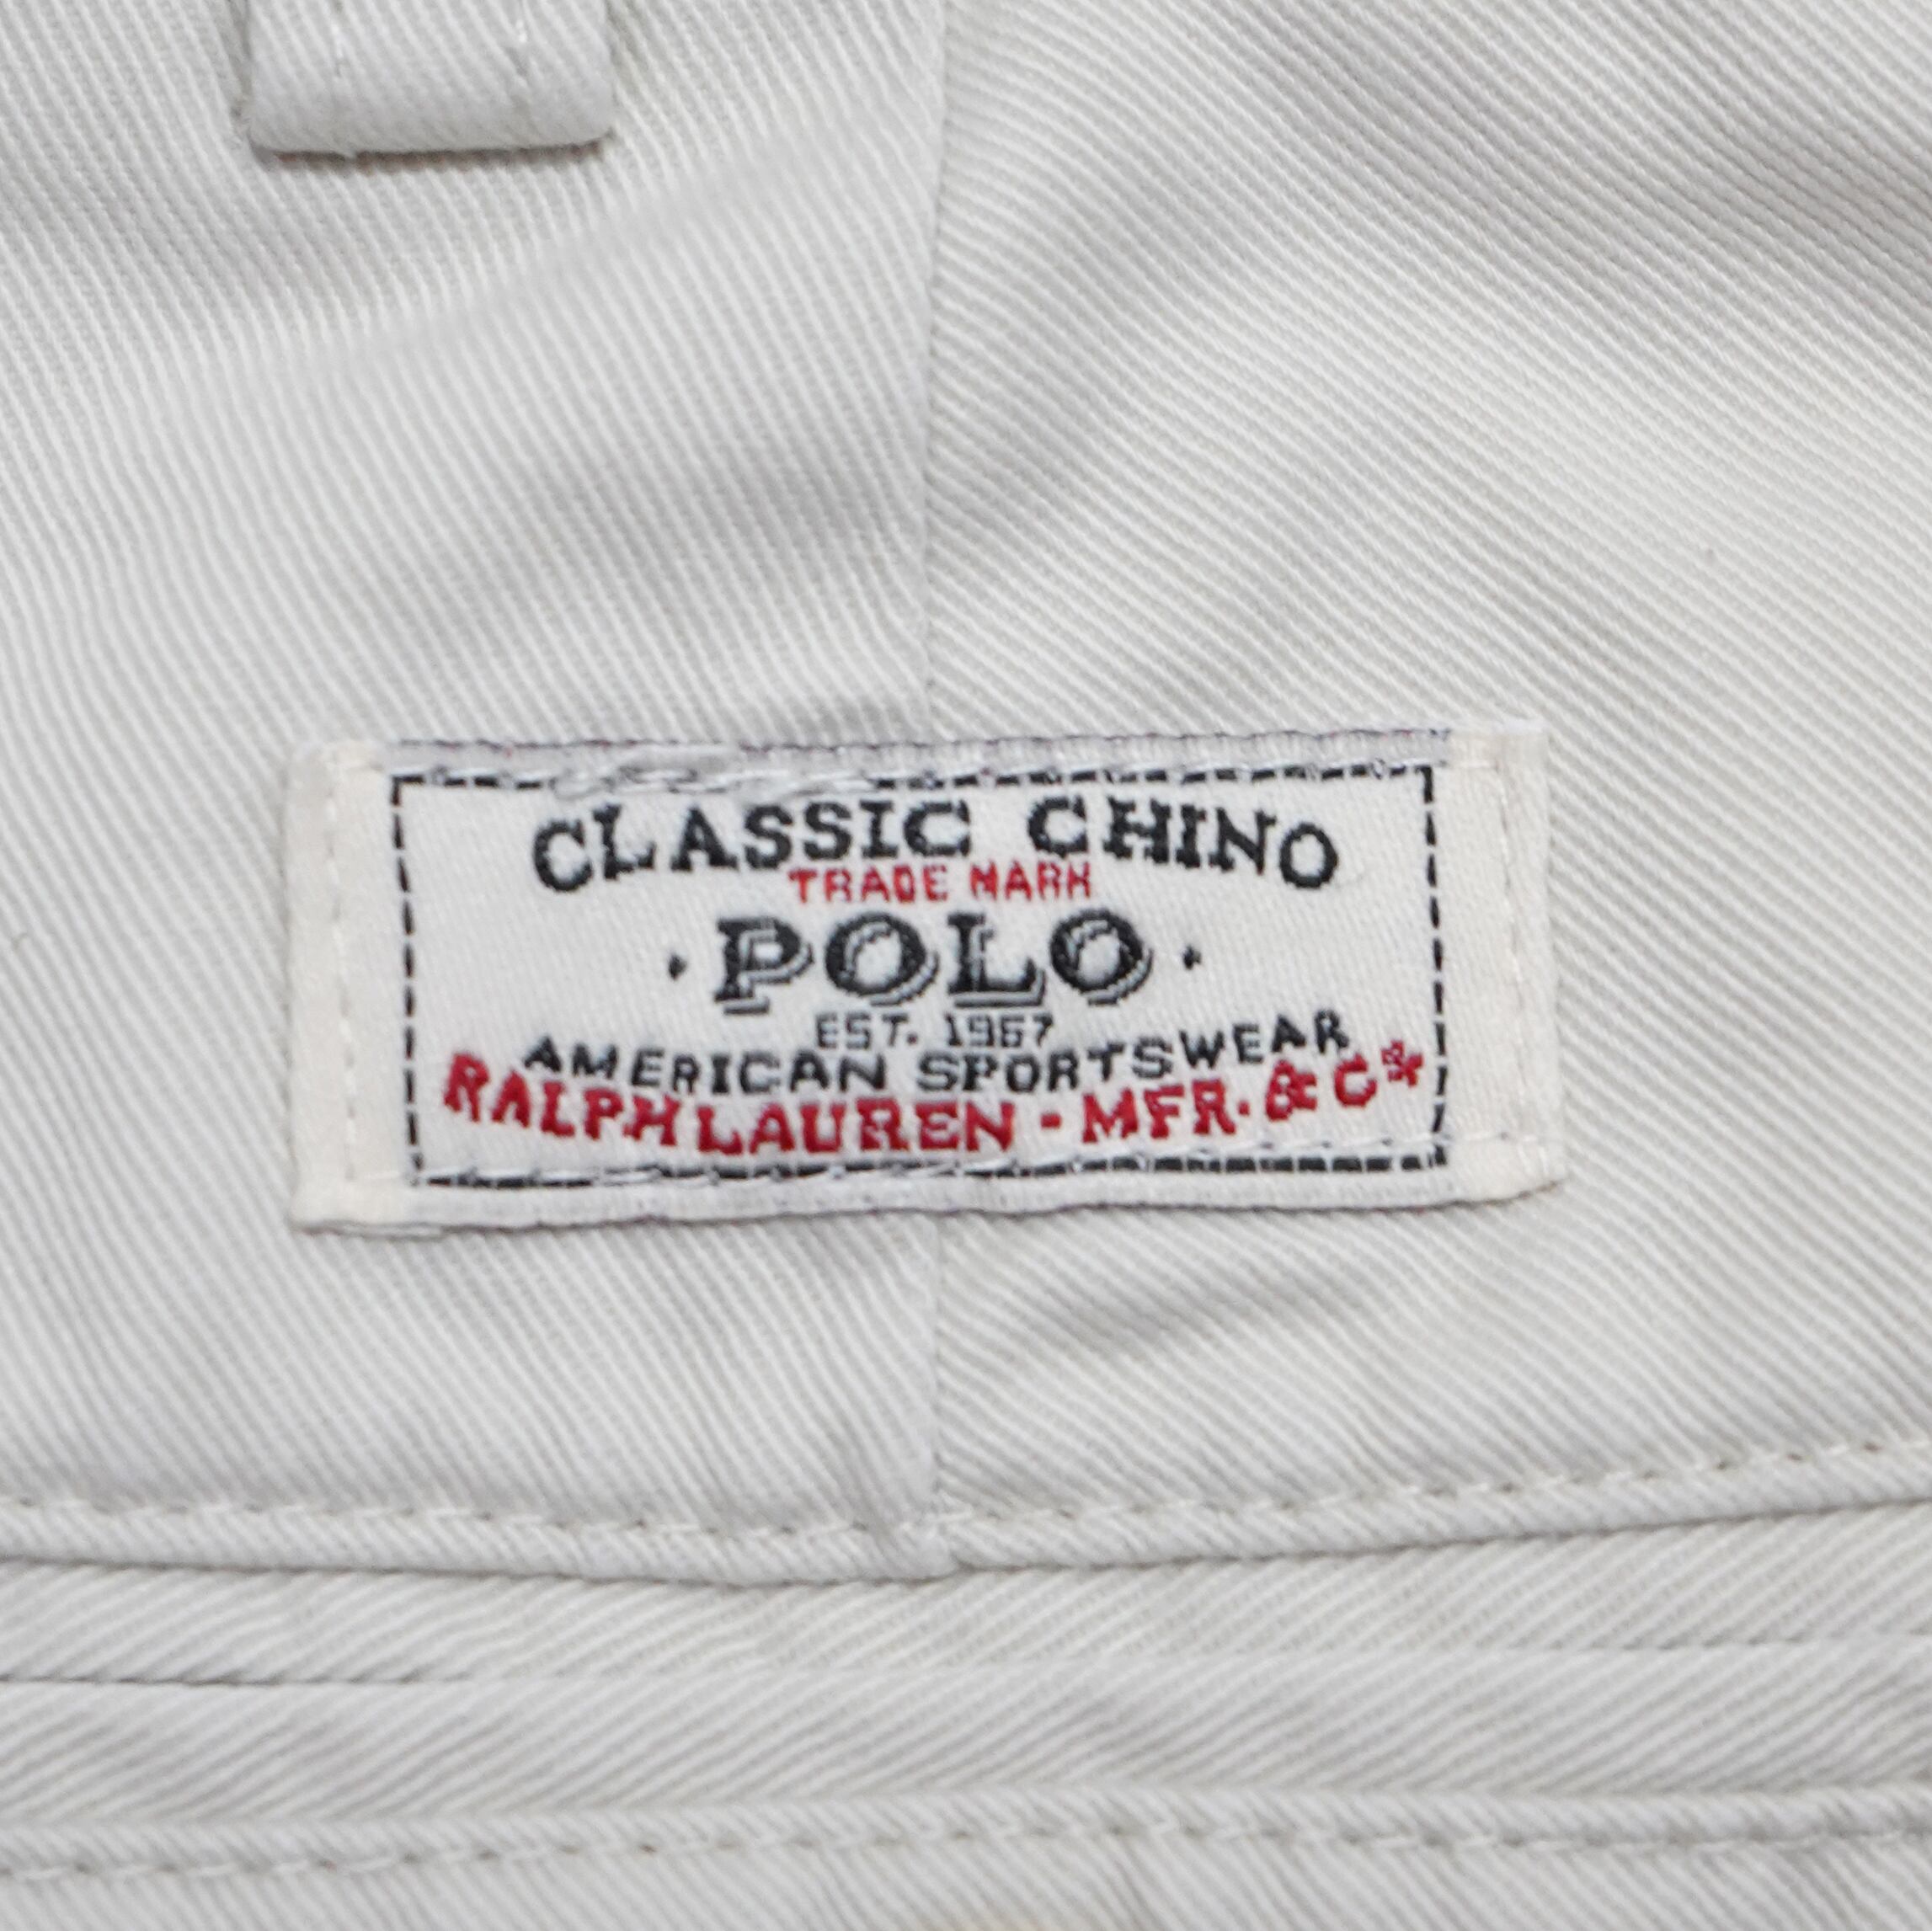 CLASSIC CHINO
TRADE MARK
· POLO ·
EST. 1967
AMERICAN SPORTSWEAR
RALPH LAUREN - MFR. & Cº